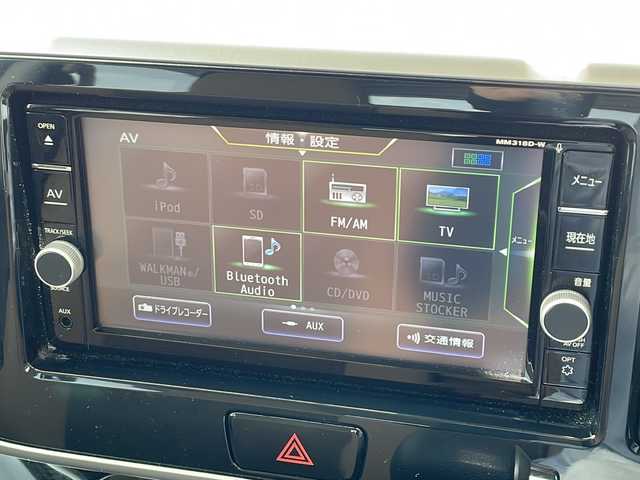 OPEN
AV
情報・設定
MM318D-W
メニュー
iPod
SD
FM/AM
TV
AV
TRACK/SEEK
メニュー
現在地
WALKMAN®/
USB
Bluetooth
Audio
CD/DVD
MUSIC
STOCKER
音量
AUX
ドライブレコーダー
AUX
交通情報
AV OFF
OPT